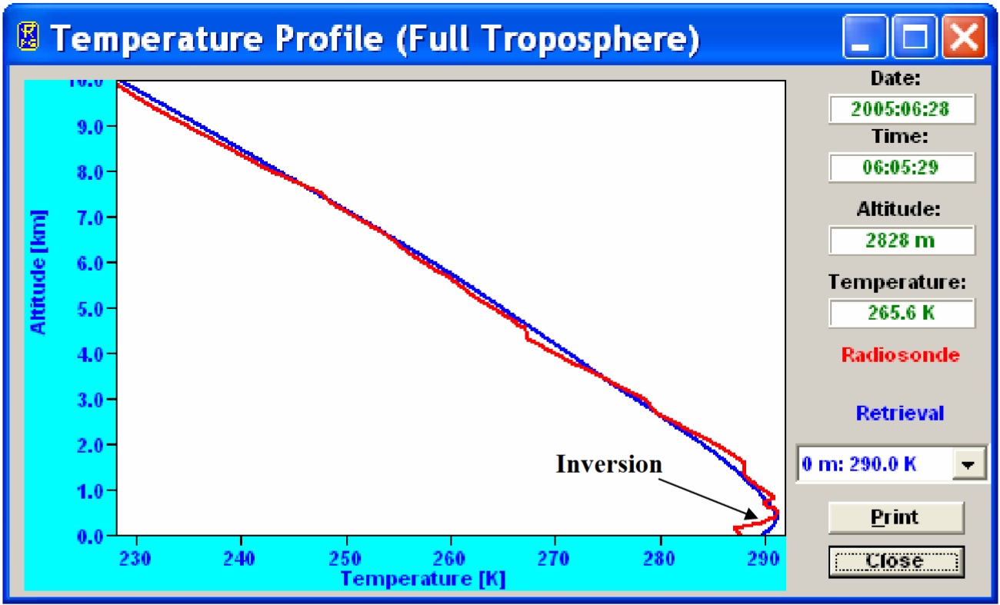 Temperature Profile (Full Troposphere)
10.0
9.0
8.0
7.0
6.0
5.0
4.0
3.0
2.0
1.0
0.0
Altitude [km]
230 240 250 260 270 280 290
Temperature [K]
Inversion
Date:
2005:06:28
Time:
06:05:29
Altitude:
2828 m
Temperature:
265.6 K
Radiosonde
Retrieval
0 m: 290.0 K
Print
Close